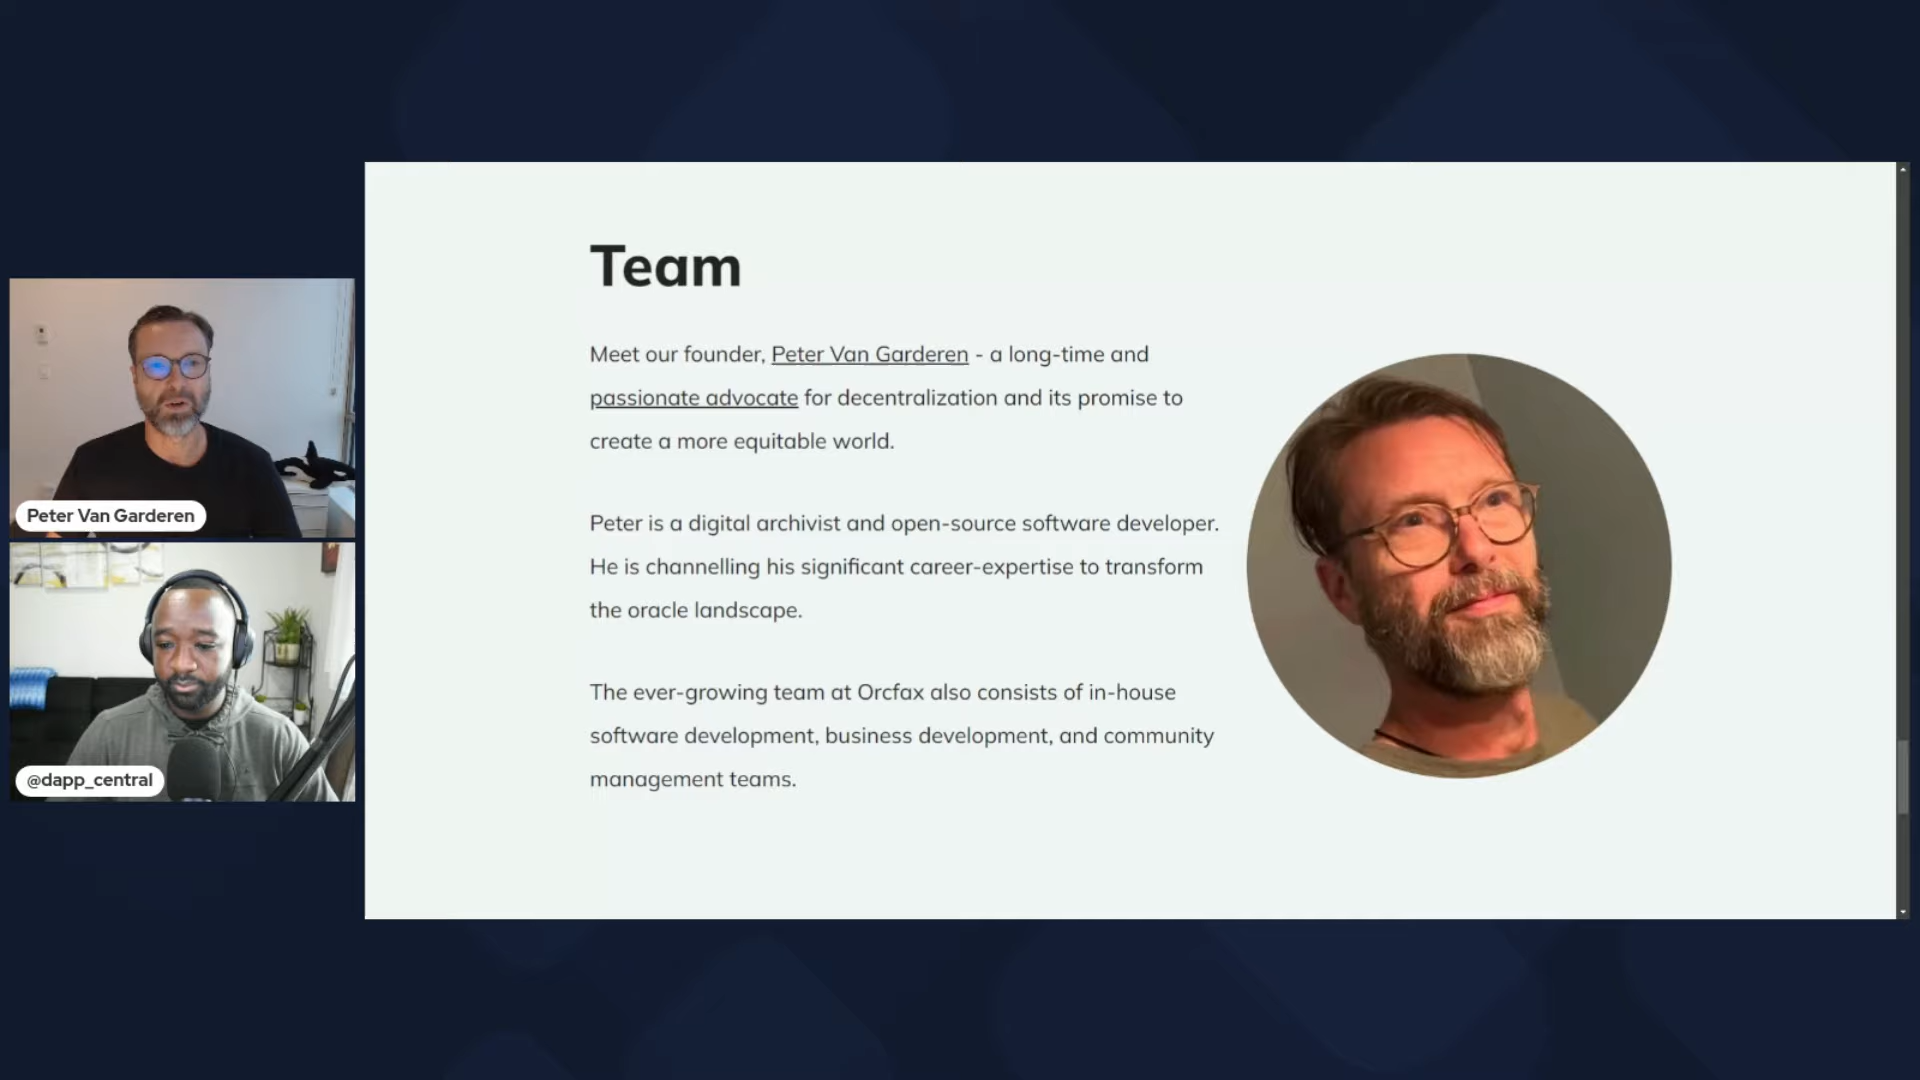 Team
Meet our founder, Peter Van Garderen - a long-time and
passionate advocate for decentralization and its promise to
create a more equitable world.
Peter is a digital archivist and open-source software developer.
He is channelling his significant career-expertise to transform
the oracle landscape.
The ever-growing team at Orcfax also consists of in-house
software development, business development, and community
management teams.
Peter Van Garderen
@dapp_central